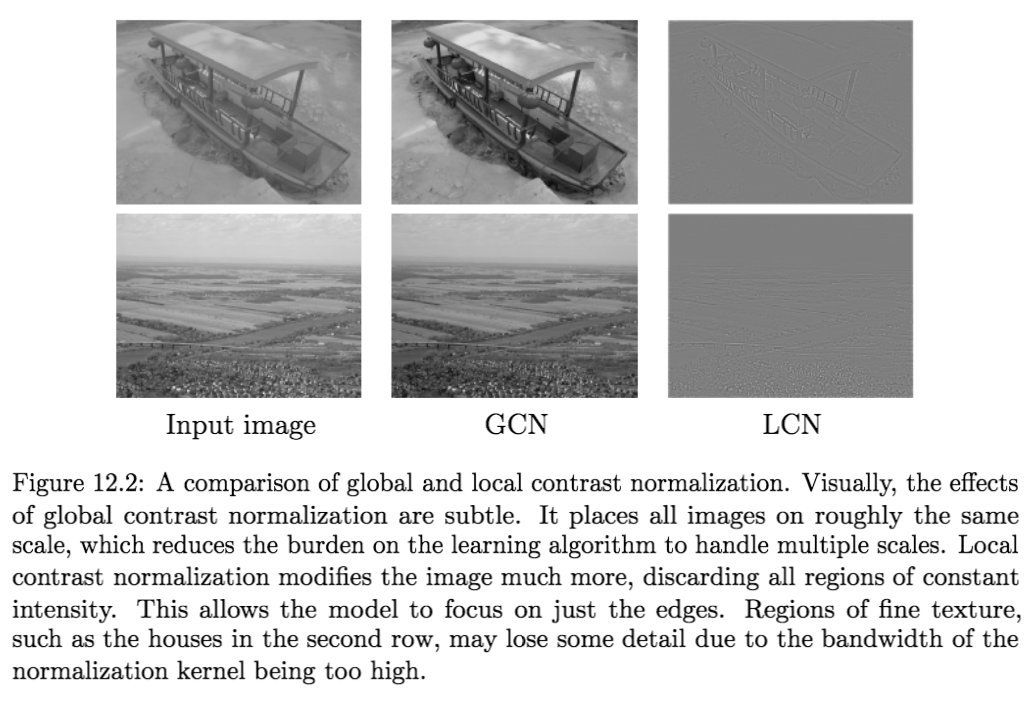 Input image
GCN
LCN
Figure 12.2: A comparison of global and local contrast normalization. Visually, the effects
of global contrast normalization are subtle. It places all images on roughly the same
scale, which reduces the burden on the learning algorithm to handle multiple scales. Local
contrast normalization modifies the image much more, discarding all regions of constant
intensity. This allows the model to focus on just the edges. Regions of fine texture,
such as the houses in the second row, may lose some detail due to the bandwidth of the
normalization kernel being too high.